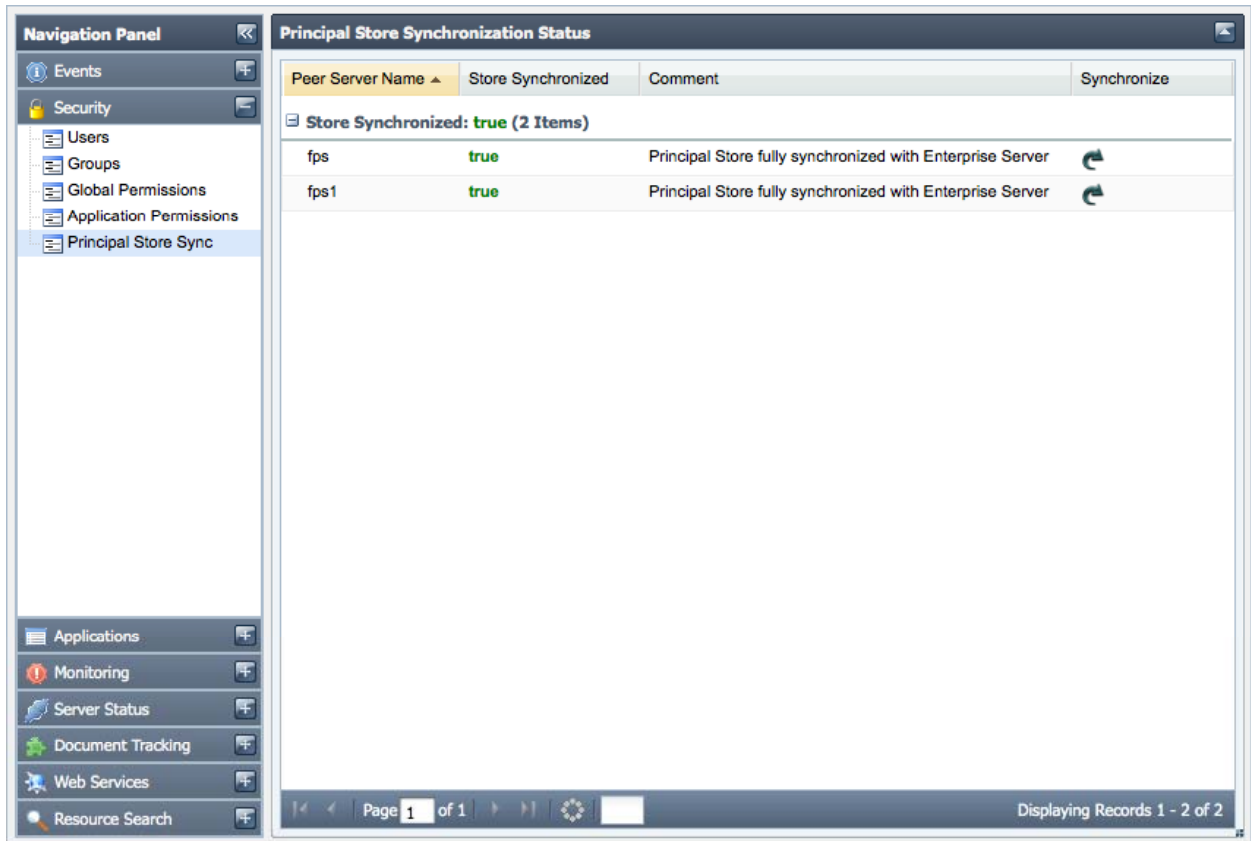 Navigation Panel
Events
Security
Users
Groups
Global Permissions
Application Permissions
Principal Store Sync
Applications
Monitoring
Server Status
Document Tracking
Web Services
Resource Search
Principal Store Synchronization Status
Peer Server Name Store Synchronized Comment Synchronize
Store Synchronized: true (2 Items)
fps true Principal Store fully synchronized with Enterprise Server
fps1 true Principal Store fully synchronized with Enterprise Server
Page 1 of 1 Displaying Records 1 - 2 of 2